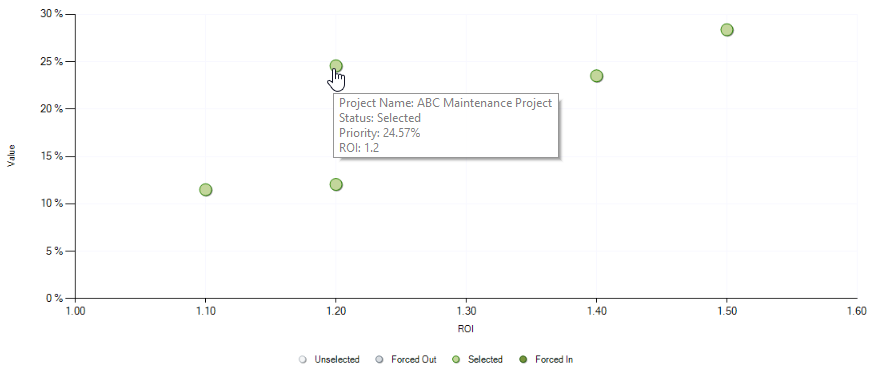 30 %
25 %
20 %
15 %
10 %
5 %
0 %
Value
Project Name: ABC Maintenance Project
Status: Selected
Priority: 24.57%
ROI: 1.2
1.00 1.10 1.20 1.30 1.40 1.50 1.60
ROI
Unselected Forced Out Selected Forced In